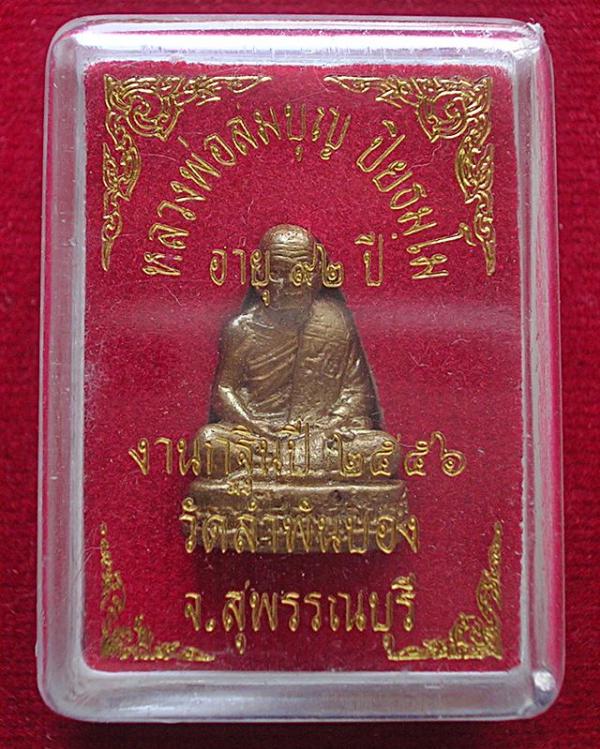 หลวงพ่อสมบุญ ปิยธมฺโม
อายุ ๙๒ ปี
งานกฐินปี ๒๕๕๖
วัดลำพันบอง
จ.สุพรรณบุรี